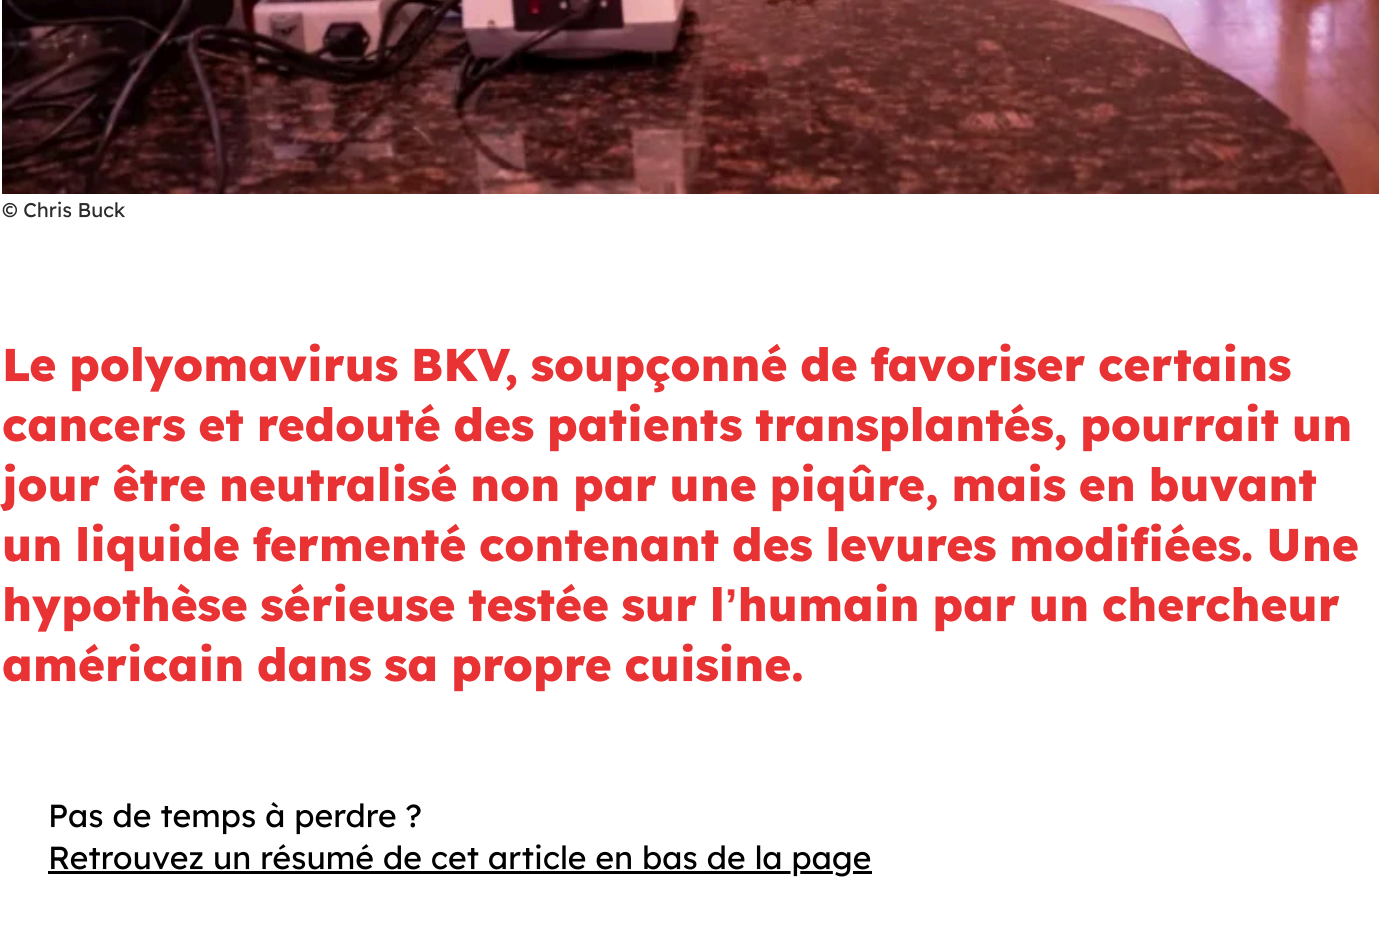 © Chris Buck
Le polyomavirus BKV, soupçonné de favoriser certains
cancers et redouté des patients transplantés, pourrait un
jour être neutralisé non par une piqûre, mais en buvant
un liquide fermenté contenant des levures modifiées. Une
hypothèse sérieuse testée sur l’humain par un chercheur
américain dans sa propre cuisine.
Pas de temps à perdre ?
Retrouvez un résumé de cet article en bas de la page